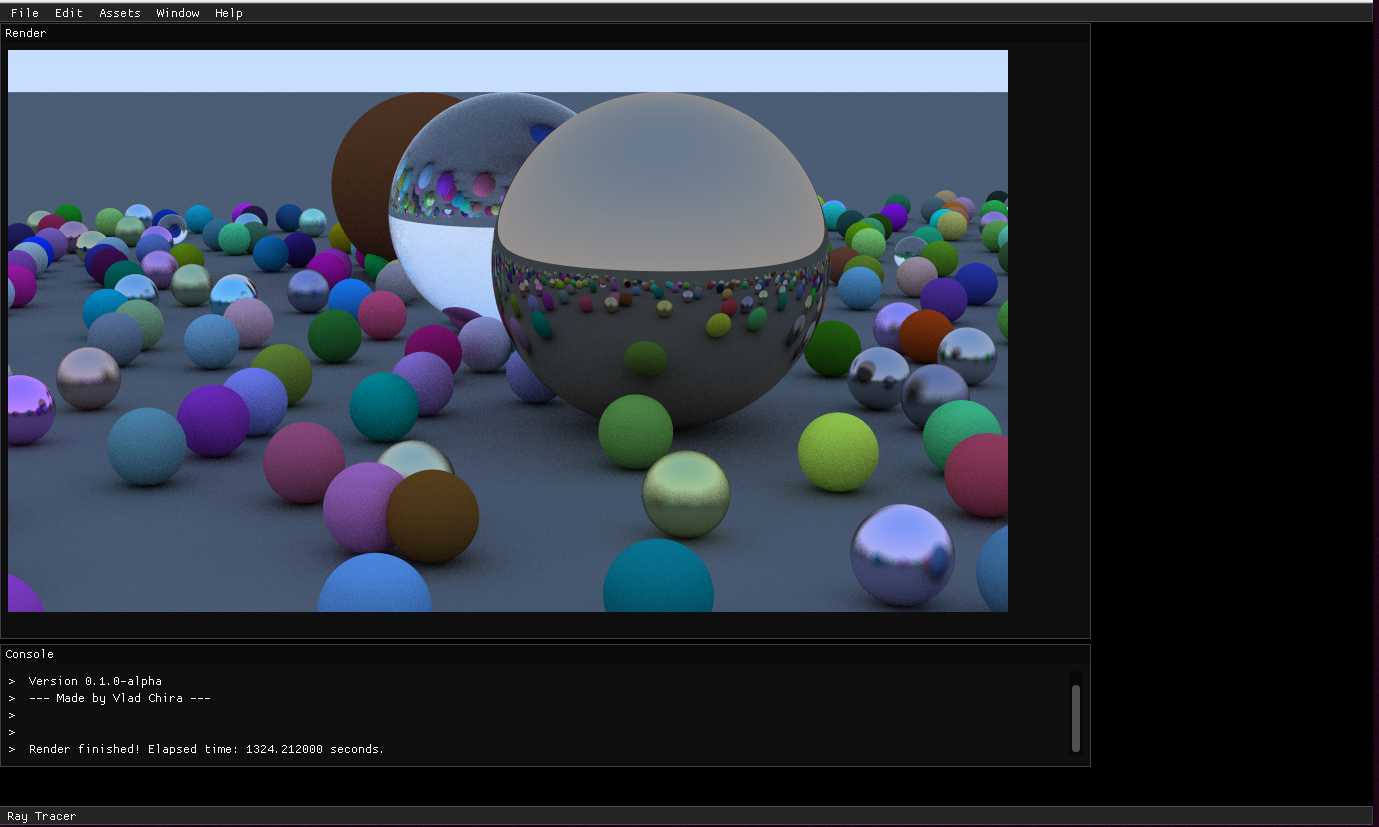 File Edit Assets Window Help
Render
Console
> Version 0.1.0-alpha
> --- Made by Vlad Chira ---
>
>
> Render finished! Elapsed time: 1324.212000 seconds.
Ray Tracer